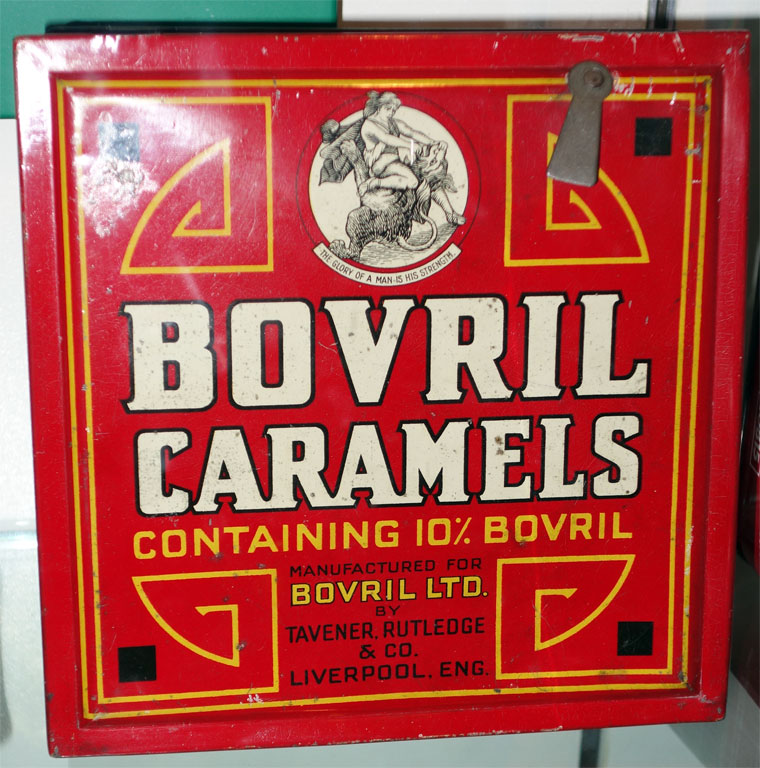 THE GLORY OF A MAN·IS HIS STRENGTH.
BOVRIL
CARAMELS
CONTAINING 10% BOVRIL
MANUFACTURED FOR
BOVRIL LTD.
BY
TAVENER, RUTLEDGE
& CO.
LIVERPOOL, ENG.